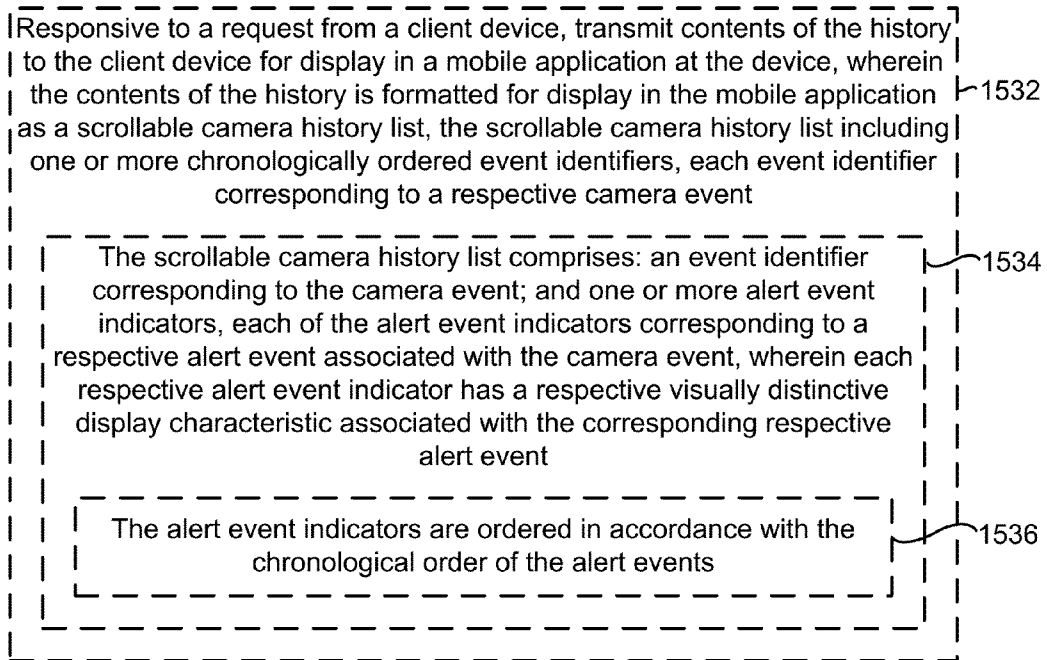 Responsive to a request from a client device, transmit contents of the history
to the client device for display in a mobile application at the device, wherein
the contents of the history is formatted for display in the mobile application
as a scrollable camera history list, the scrollable camera history list including
one or more chronologically ordered event identifiers, each event identifier
corresponding to a respective camera event
1532
The scrollable camera history list comprises: an event identifier
corresponding to the camera event; and one or more alert event
indicators, each of the alert event indicators corresponding to a
respective alert event associated with the camera event, wherein each
respective alert event indicator has a respective visually distinctive
display characteristic associated with the corresponding respective
alert event
1534
The alert event indicators are ordered in accordance with the
chronological order of the alert events
1536